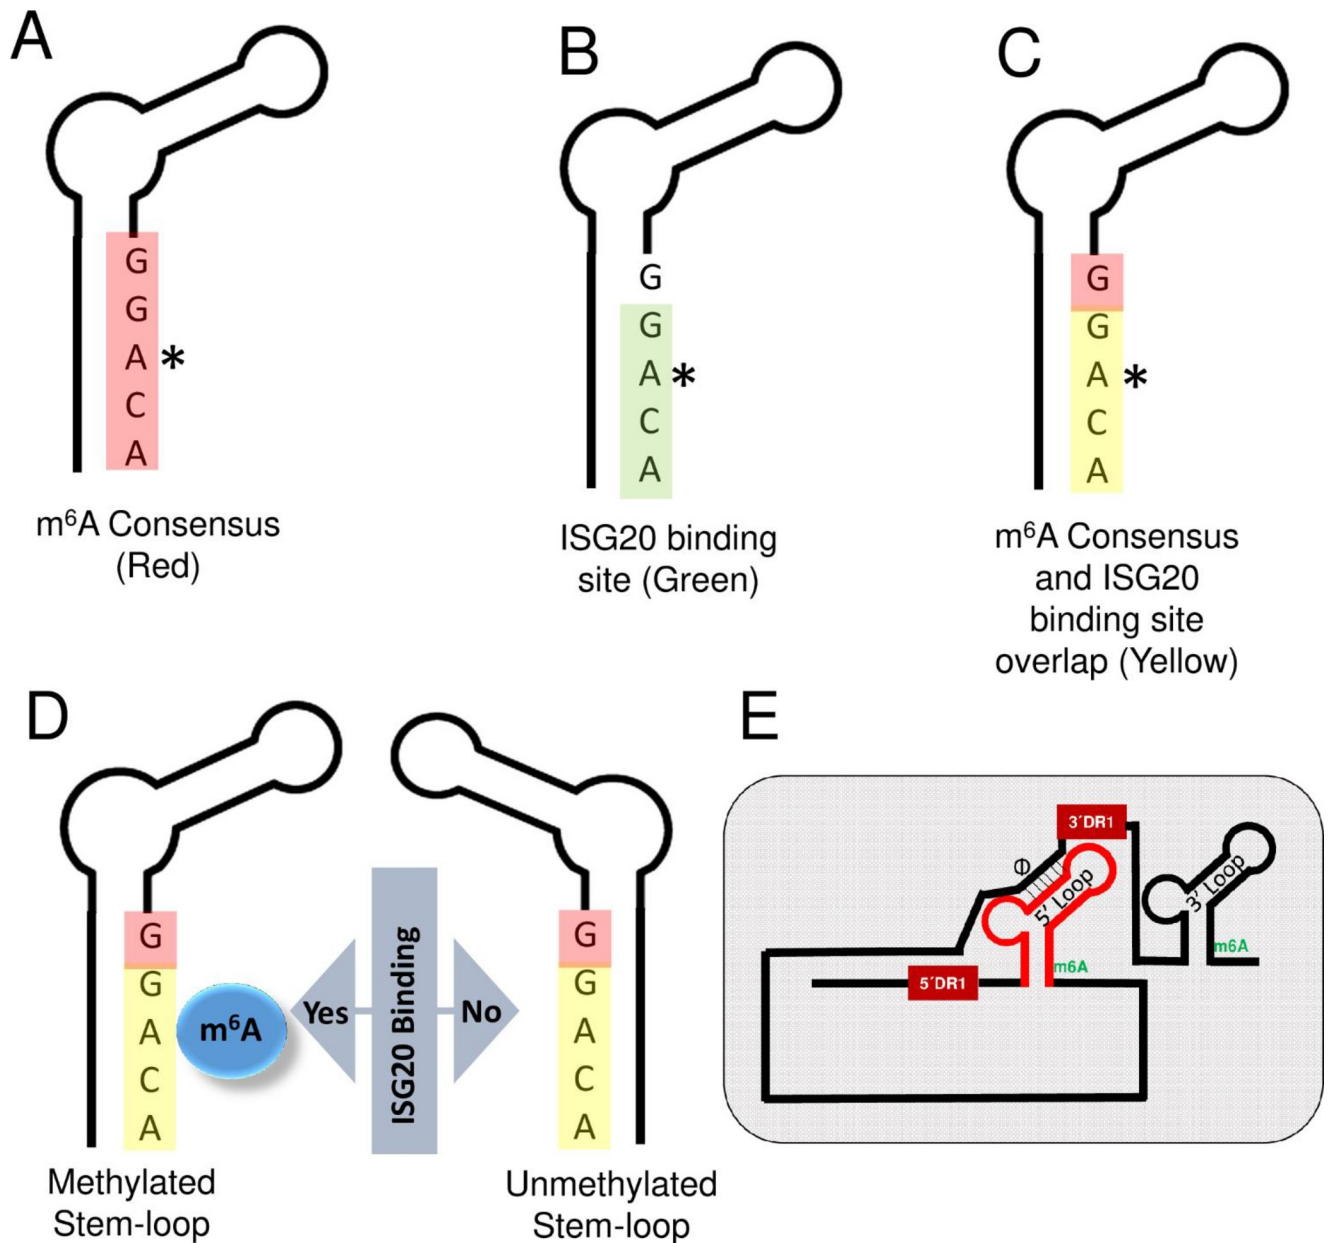 A
G
G
A *
C
A
m⁶A Consensus
(Red)
B
G
G
A *
C
A
ISG20 binding
site (Green)
C
G
G
A *
C
A
m⁶A Consensus
and ISG20
binding site
overlap (Yellow)
D
G
G
A
C
A
m⁶A
Yes
ISG20 Binding
No
G
G
A
C
A
Methylated
Stem-loop
Unmethylated
Stem-loop
E
3´DR1
Φ
5' Loop
3' Loop
m6A
m6A
5´DR1